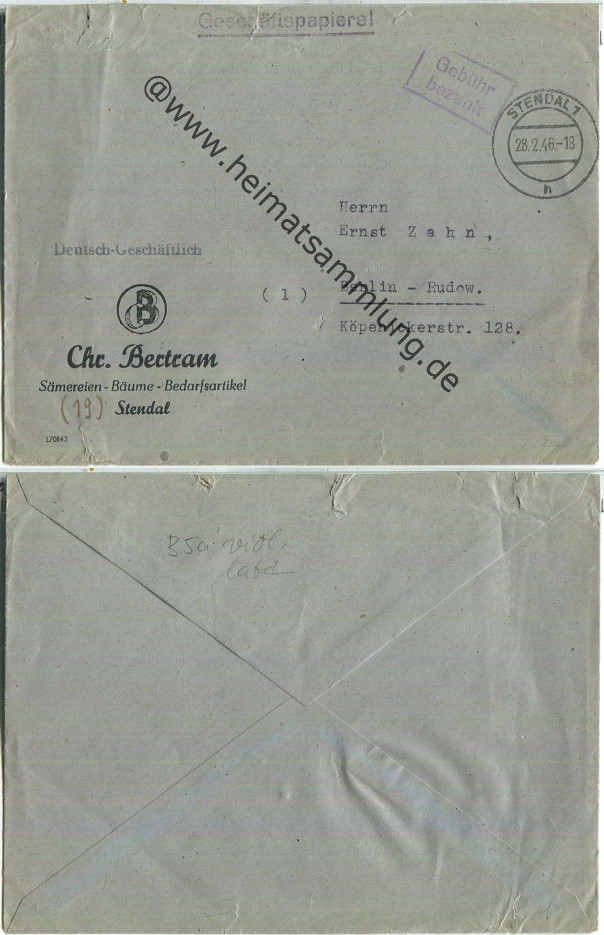 Geschäftspapiere!
Gebühr
bezahlt
STENDAL 1
28.2.46.-18
h
@www.heimatsammlung.de
Herrn
Ernst Zahn,
(1) Berlin - Rudow.
Köpenickerstr. 128.
Deutsch-Geschäftlich
B
Chr. Bertram
Sämereien - Bäume - Bedarfsartikel
(19) Stendal
L/0143